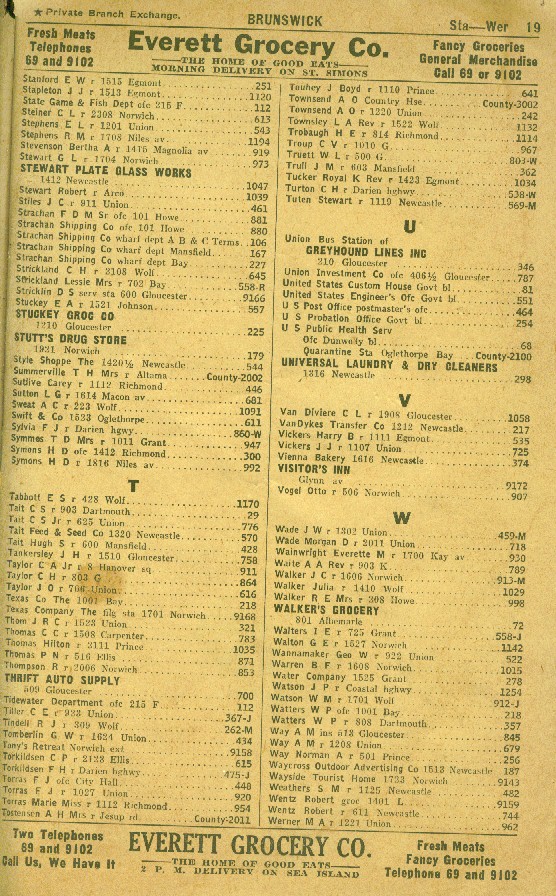 ★Private Branch Exchange.
BRUNSWICK
Sta—Wer 19
Fresh Meats
Telephones
69 and 9102
Everett Grocery Co.
THE HOME OF GOOD EATS
MORNING DELIVERY ON ST. SIMONS
Fancy Groceries
General Merchandise
Call 69 or 9102
Stanford E W r 1515 Egmont 251
Stapleton J J r 1513 Egmont 1120
State Game & Fish Dept ofc 216 F 112
Steiner C L r 2308 Norwich 613
Stephens E L r 1201 Union 543
Stephens R M r 1708 Niles av 1194
Stevenson Bertha A r 1475 Magnolia av 919
Stewart G L r 1704 Norwich 973
STEWART PLATE GLASS WORKS
1412 Newcastle 1047
Stewart Robert r Arco 1039
Stiles J C r 911 Union 461
Strachan F D M Sr ofc 101 Howe 881
Strachan Shipping Co ofc 101 Howe 880
Strachan Shipping Co wharf dept A B & C Terms 106
Strachan Shipping Co wharf dept Mansfield 167
Strachan Shipping Co wharf dept Bay 227
Strickland C H r 3108 Wolf 645
Strickland Lessie Mrs r 702 Bay 558-R
Stricklin D S serv sta 600 Gloucester 9166
Stuckey E A r 1521 Johnson 557
STUCKEY GROC CO
1210 Gloucester 225
STUTT'S DRUG STORE
1931 Norwich 179
Style Shoppe The 1420½ Newcastle 544
Summerville T H Mrs r Altama County-2002
Sutlive Carey r 1112 Richmond 446
Sutton L G r 1614 Macon av 681
Sweat A C r 223 Wolf 1091
Swift & Co 1523 Oglethorpe 611
Sylvia F J r Darien hgwy 860-W
Symmes T D Mrs r 1011 Grant 947
Symons H D ofc 1412 Richmond 300
Symons H D r 1816 Niles av 992
T
Tabbott E S r 428 Wolf 1170
Tait C S r 903 Dartmouth 29
Tait C S Jr r 625 Union 776
Tait Feed & Seed Co 1320 Newcastle 570
Tait Hugh S r 600 Mansfield 428
Tankersley J H r 1510 Gloucester 758
Taylor C A Jr r 8 Hanover sq 911
Taylor C H r 803 G 864
Taylor J O r 706 Union 616
Texas Co The 1001 Bay 218
Texas Company The filg sta 1701 Norwich 9168
Thom J R C r 1523 Union 321
Thomas C C r 1508 Carpenter 783
Thomas Hilton r 3111 Prince 1035
Thomas P N r 516 Ellis 871
Thompson R r 2006 Norwich 853
THRIFT AUTO SUPPLY
509 Gloucester 700
Tidewater Department ofc 215 F 112
Tiller C E r 933 Union 367-J
Tindell R J r 309 Wolf 262-M
Tomberlin G W r 1624 Union 434
Tony's Retreat Norwich ext 9158
Torkildsen C P r 2123 Ellis 615
Torkildsen F H r Darien hghwy 475-J
Torras F J ofc City Hall 448
Torras F J r 1027 Union 920
Torras Marie Miss r 1112 Richmond 954
Tostensen A H Mrs r Jesup rd County-2011
Touhey J Boyd r 1110 Prince 641
Townsend A O Country Hse County-3002
Townsend A O r 1220 Union 242
Townsley L A Rev r 1522 Wolf 1132
Trobaugh H E r 814 Richmond 1114
Troup C V r 1010 G 967
Truett W L r 500 G 803-W
Truff J M r 603 Mansfield 362
Tucker Royal K Rev r 1423 Egmont 1034
Turton C H r Darien hghwy 538-W
Tuten Stewart r 1119 Newcastle 569-M
U
Union Bus Station of
GREYHOUND LINES INC
210 Gloucester 346
Union Investment Co ofc 406½ Gloucester 787
United States Custom House Govt bl 81
United States Engineer's Ofc Govt bl 551
U S Post Office postmaster's ofc 464
U S Probation Office Govt bl 254
U S Public Health Serv
Ofc Dunwody bl 68
Quarantine Sta Oglethorpe Bay County-2100
UNIVERSAL LAUNDRY & DRY CLEANERS
1316 Newcastle 298
V
Van Diviere C L r 1908 Gloucester 1058
VanDykes Transfer Co 1212 Newcastle 217
Vickers Harry D r 1111 Egmont 535
Vickers J J r 1107 Union 725
Vienna Bakery 1616 Newcastle 374
VISITOR'S INN
Glynn av 9172
Vogel Otto r 506 Norwich 907
W
Wade J W r 1302 Union 459-M
Wade Morgan D r 2011 Union 718
Wainwright Everette M r 1700 Kay av 930
Waite A A Rev r 903 K 789
Walker J C r 1606 Norwich 913-M
Walker Julia r 1410 Wolf 1029
Walker R E Mrs r 308 Howe 998
WALKER'S GROCERY
801 Albemarle 72
Walters I E r 725 Grant 558-J
Walton G E r 1527 Norwich 1142
Wannamaker Geo W r 922 Union 522
Warren B F r 1608 Norwich 1015
Water Company 1525 Grant 278
Watson J P r Coastal hghwy 1254
Watson W M r 1701 Wolf 912-J
Watters W P ofc 1001 Bay 218
Watters W P r 808 Dartmouth 357
Way A M ins 513 Gloucester 845
Way A M r 1208 Union 679
Way Norman A r 501 Prince 256
Waycross Outdoor Advertising Co 1513 Newcastle 187
Wayside Tourist Home 1733 Norwich 9143
Weathers S M r 1125 Newcastle 482
Wentz Robert groc 1401 L 9159
Wentz Robert r 611 Newcastle 744
Werner M A r 1221 Union 962
Two Telephones
69 and 9102
Call Us, We Have It
EVERETT GROCERY CO.
THE HOME OF GOOD EATS
2 P. M. DELIVERY ON SEA ISLAND
Fresh Meats
Fancy Groceries
Telephone 69 and 9102